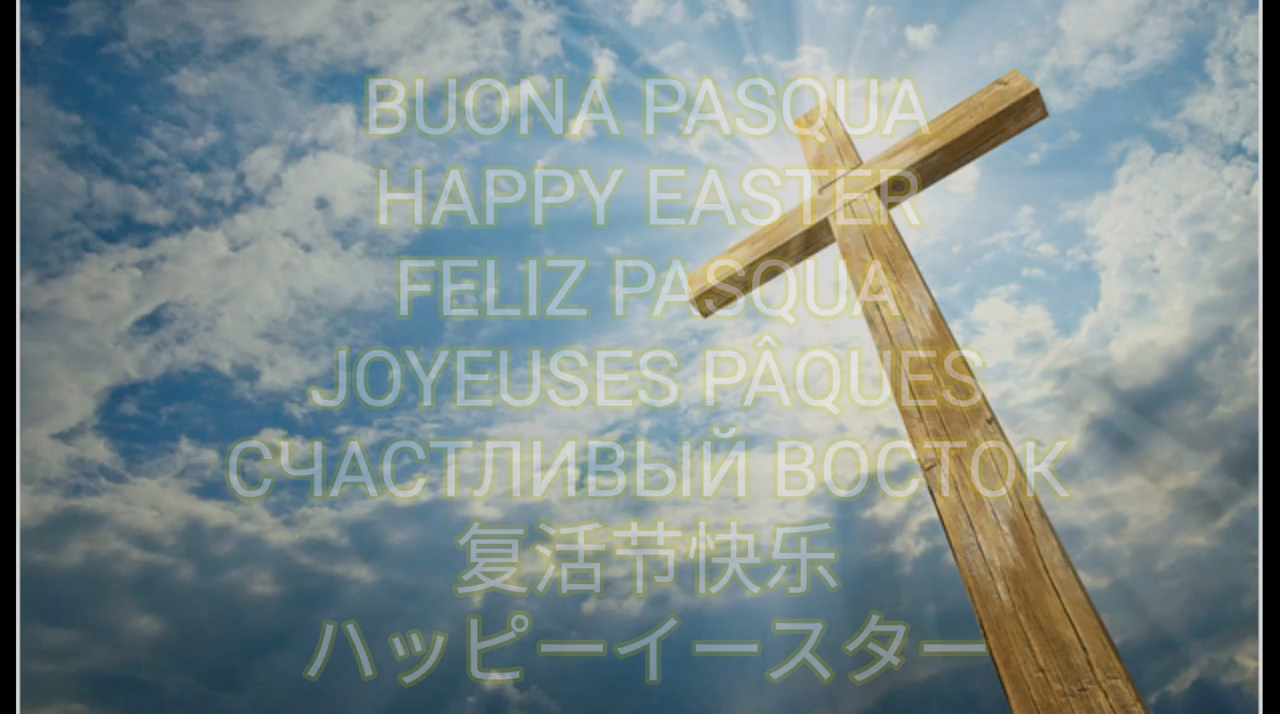 BUONA PASQUA
HAPPY EASTER
FELIZ PASQUA
JOYEUSES PÂQUES
СЧАСТЛИВЫЙ ВОСТОК
复活节快乐
ハッピーイースター